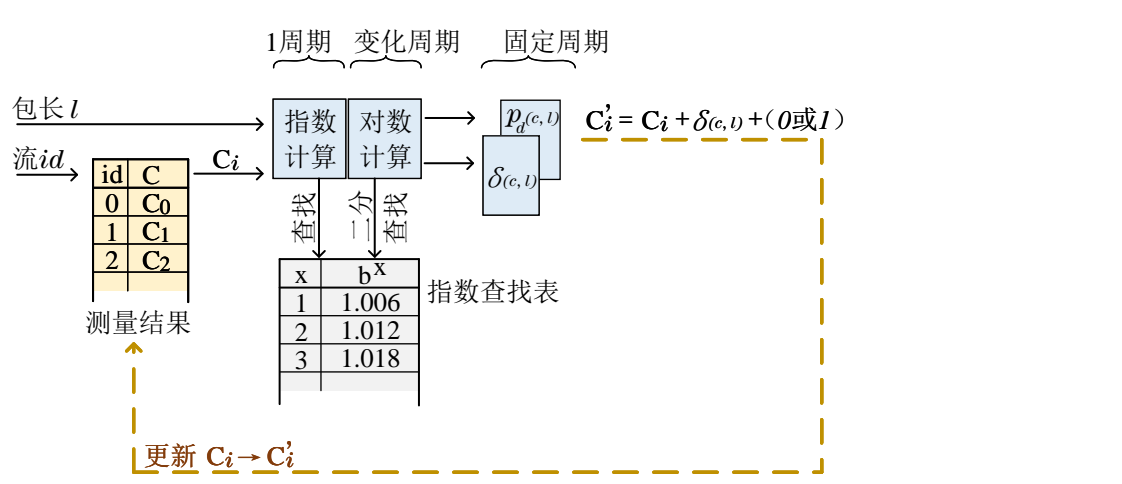 1周期 变化周期 固定周期
包长 l
流id
id C
0 C₀
1 C₁
2 C₂
测量结果
Cᵢ
指数计算
对数计算
p_d(c, l)
δ(c, l)
C'ᵢ = Cᵢ + δ(c, l) + (0或1)
查找
二分查找
x bˣ
1 1.006
2 1.012
3 1.018
指数查找表
更新 Cᵢ → C'ᵢ